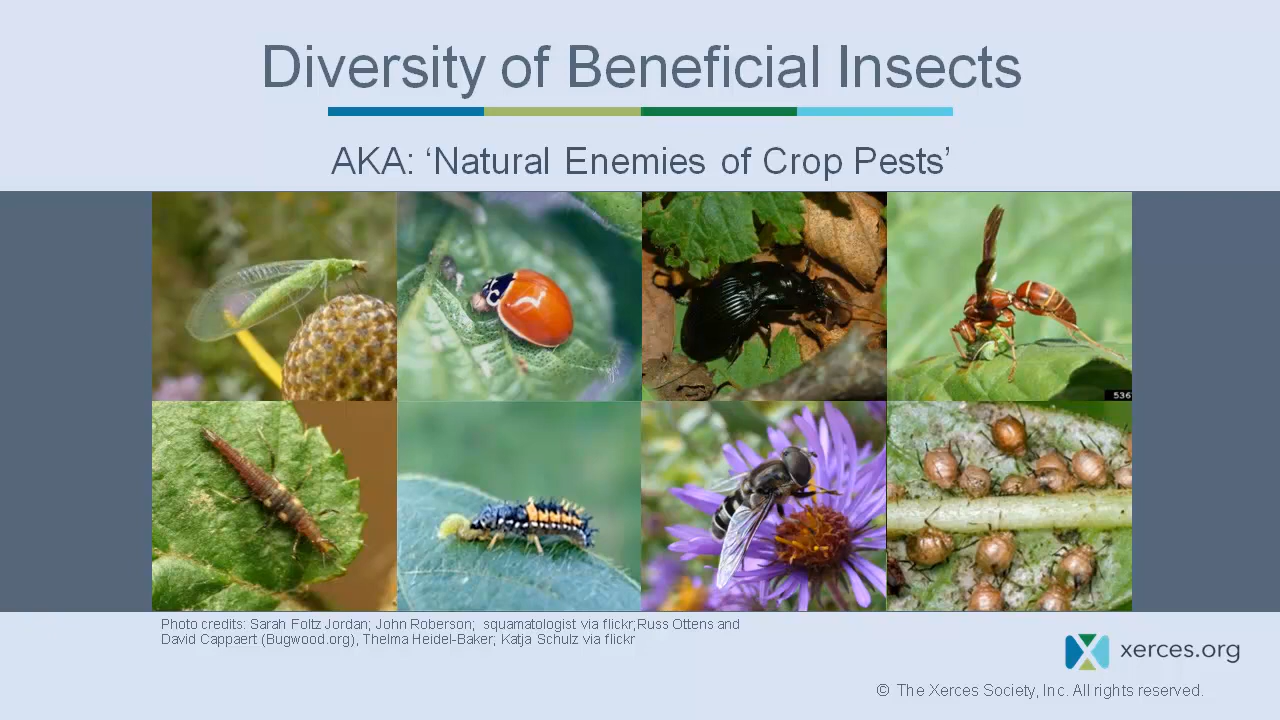 Diversity of Beneficial Insects
AKA: ‘Natural Enemies of Crop Pests’
536
Photo credits: Sarah Foltz Jordan; John Roberson; squamatologist via flickr;Russ Ottens and
David Cappaert (Bugwood.org), Thelma Heidel-Baker; Katja Schulz via flickr
xerces.org
© The Xerces Society, Inc. All rights reserved.